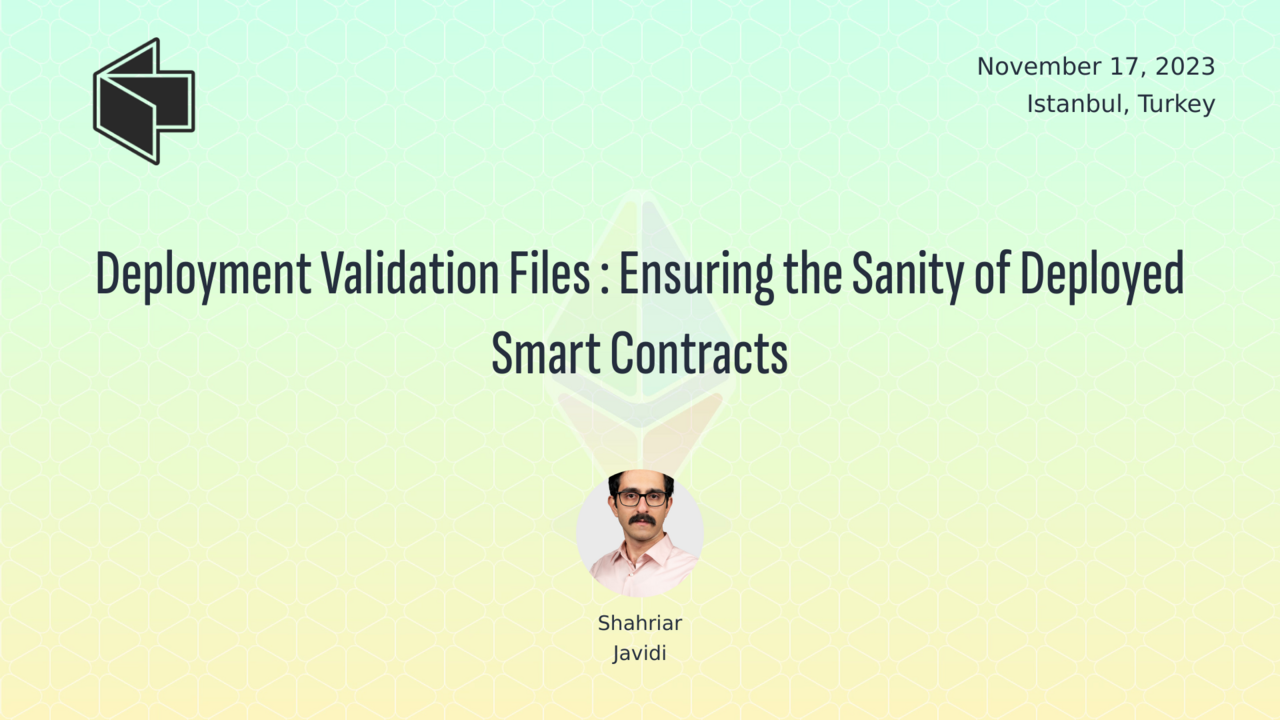 November 17, 2023
Istanbul, Turkey
Deployment Validation Files : Ensuring the Sanity of Deployed
Smart Contracts
Shahriar
Javidi